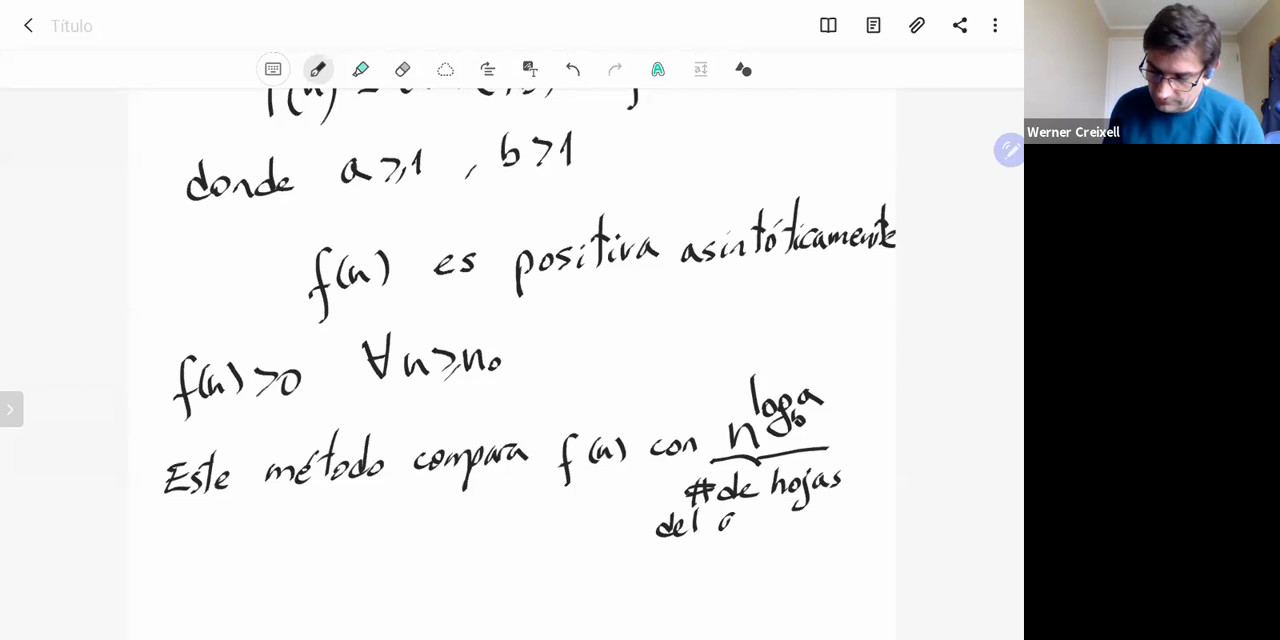 Título
Werner Creixell
donde a ≥ 1 , b > 1
f(n) es positiva asintóticamente
f(n) > 0 ∀ n ≥ n₀
Este método compara f(n) con n^{log_b a}
# de hojas
del a